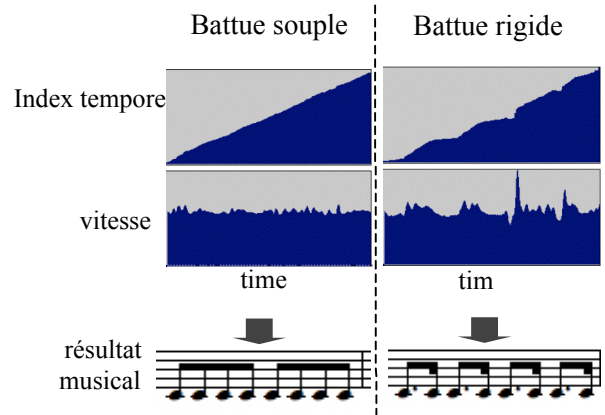 Battue souple
Battue rigide
Index tempore
vitesse
time
tim
résultat
musical